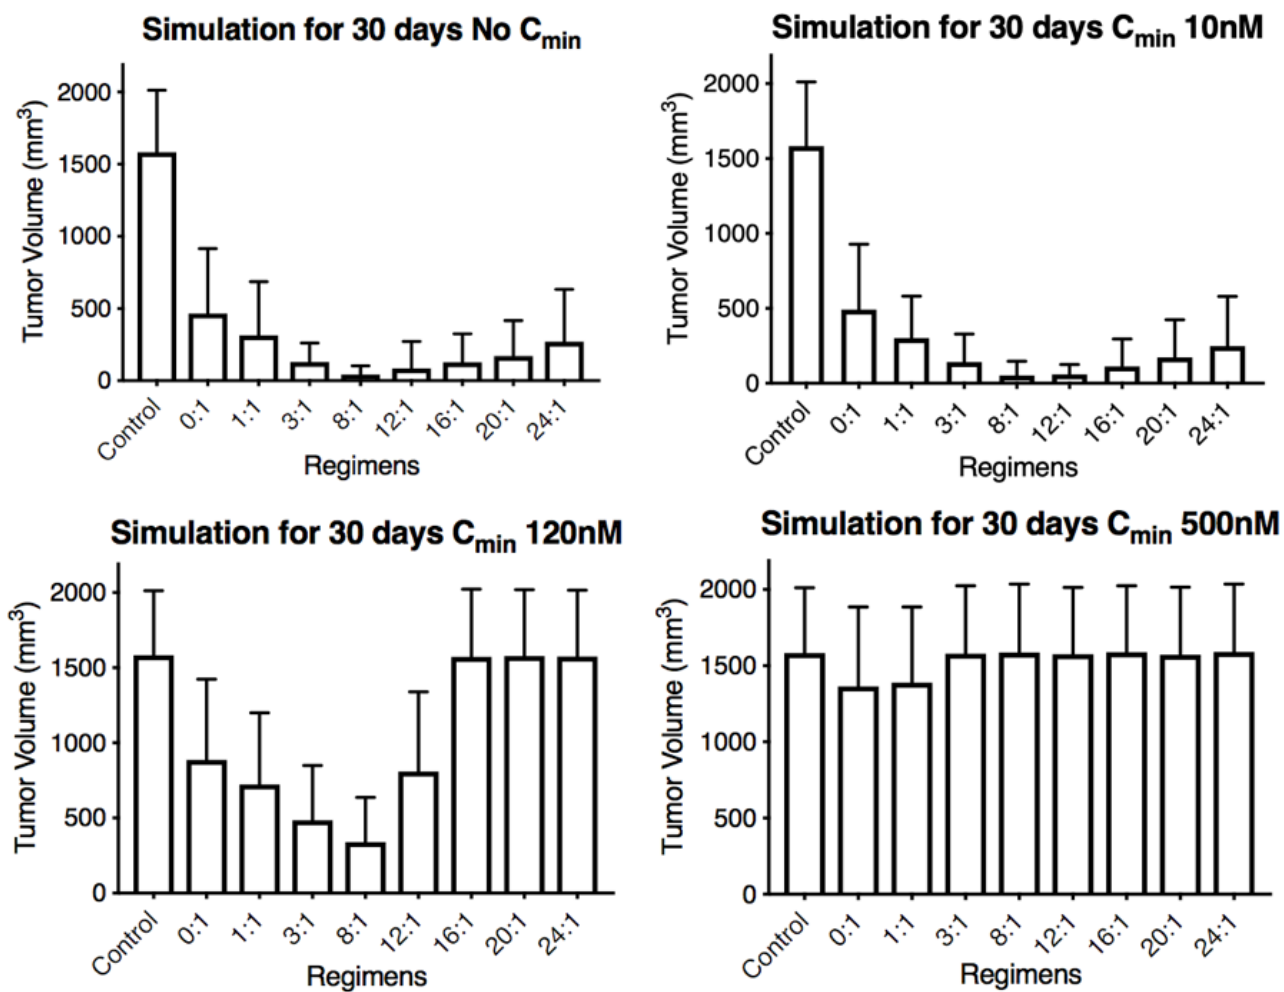 Simulation for 30 days No Cmin
Tumor Volume (mm3)
2000
1500
1000
500
0
Control 0:1 1:1 3:1 8:1 12:1 16:1 20:1 24:1
Regimens
Simulation for 30 days Cmin 10nM
Tumor Volume (mm3)
2000
1500
1000
500
0
Control 0:1 1:1 3:1 8:1 12:1 16:1 20:1 24:1
Regimens
Simulation for 30 days Cmin 120nM
Tumor Volume (mm3)
2000
1500
1000
500
0
Control 0:1 1:1 3:1 8:1 12:1 16:1 20:1 24:1
Regimens
Simulation for 30 days Cmin 500nM
Tumor Volume (mm3)
2000
1500
1000
500
0
Control 0:1 1:1 3:1 8:1 12:1 16:1 20:1 24:1
Regimens